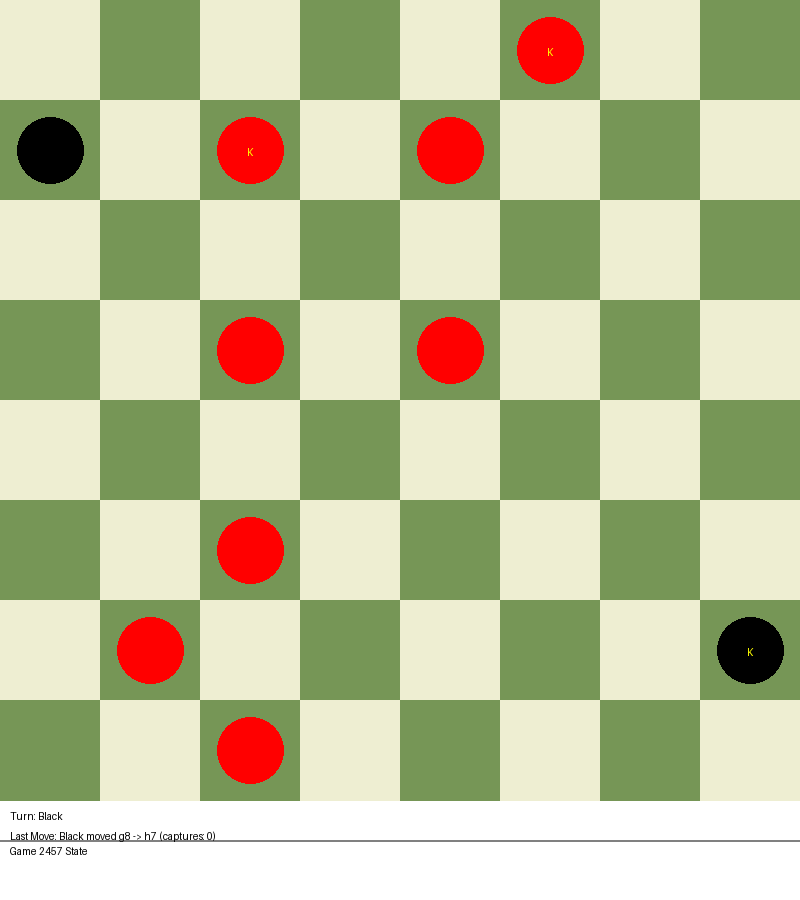 K
K
K
Turn: Black
Last Move: Black moved g8 -> h7 (captures: 0)
Game 2457 State